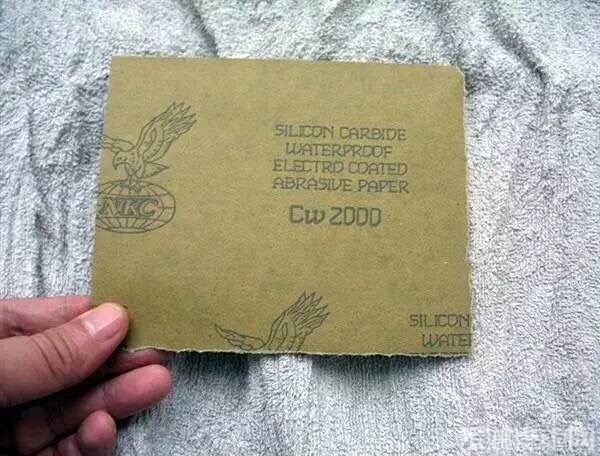 SILICON CARBIDE
WATERPROOF
ELECTRO COATED
ABRASIVE PAPER
CW 2000
NKC
SILICON
WATER